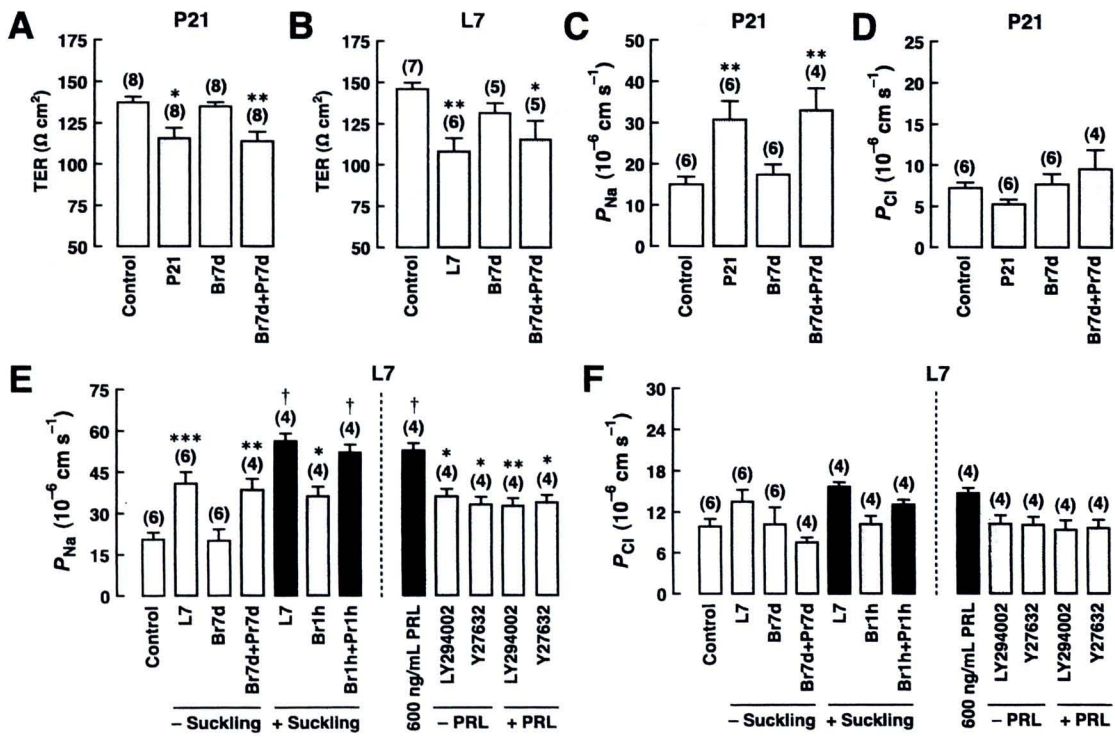 A
P21
TER (Ω cm²)
175
150
125
100
75
50
(8)
*
(8)
(8)
**
(8)
Control
P21
Br7d
Br7d+Pr7d
B
L7
TER (Ω cm²)
175
150
125
100
75
50
(7)
**
(6)
(5)
*
(5)
Control
L7
Br7d
Br7d+Pr7d
C
P21
PNa (10⁻⁶ cm s⁻¹)
50
40
30
20
10
0
(6)
**
(6)
(6)
**
(4)
Control
P21
Br7d
Br7d+Pr7d
D
P21
PCl (10⁻⁶ cm s⁻¹)
25
20
15
10
5
0
(6)
(6)
(6)
(4)
Control
P21
Br7d
Br7d+Pr7d
E
L7
PNa (10⁻⁶ cm s⁻¹)
75
60
45
30
15
0
(6)
***
(6)
(6)
**
(4)
†
(4)
*
(4)
†
(4)
†
(4)
*
(4)
*
(4)
**
(4)
*
(4)
Control
L7
Br7d
Br7d+Pr7d
L7
Br1h
Br1h+Pr1h
600 ng/mL PRL
LY294002
Y27632
LY294002
Y27632
− Suckling
+ Suckling
− PRL
+ PRL
F
L7
PCl (10⁻⁶ cm s⁻¹)
30
24
18
12
6
0
(6)
(6)
(6)
(4)
(4)
(4)
(4)
(4)
(4)
(4)
(4)
(4)
Control
L7
Br7d
Br7d+Pr7d
L7
Br1h
Br1h+Pr1h
600 ng/mL PRL
LY294002
Y27632
LY294002
Y27632
− Suckling
+ Suckling
− PRL
+ PRL